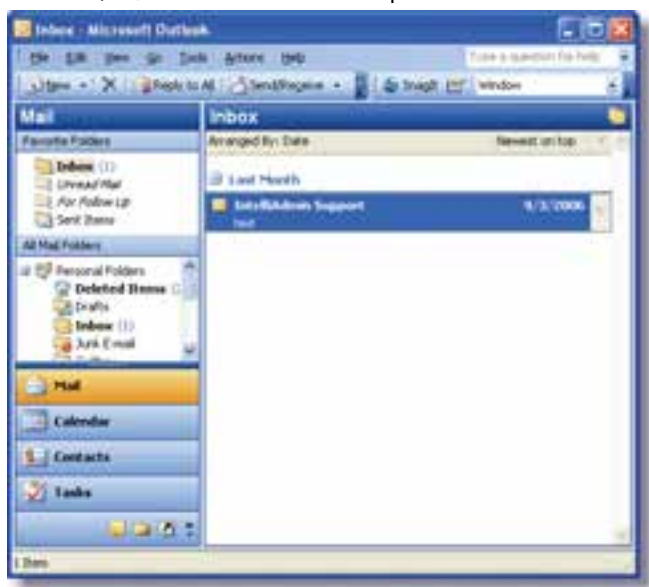 Inbox - Microsoft Outlook
File Edit View Go Tools Actions Help Type a question for help
New Reply to All Send/Receive SnagIt Window
Mail
Inbox
Favorite Folders
Arranged By: Date Newest on top
Inbox (1)
Unread Mail
For Follow Up
Sent Items
Last Month
IntelliAdmin Support 9/3/2006
test
All Mail Folders
Personal Folders
Deleted Items
Drafts
Inbox (1)
Junk E-mail
Mail
Calendar
Contacts
Tasks
1 Item